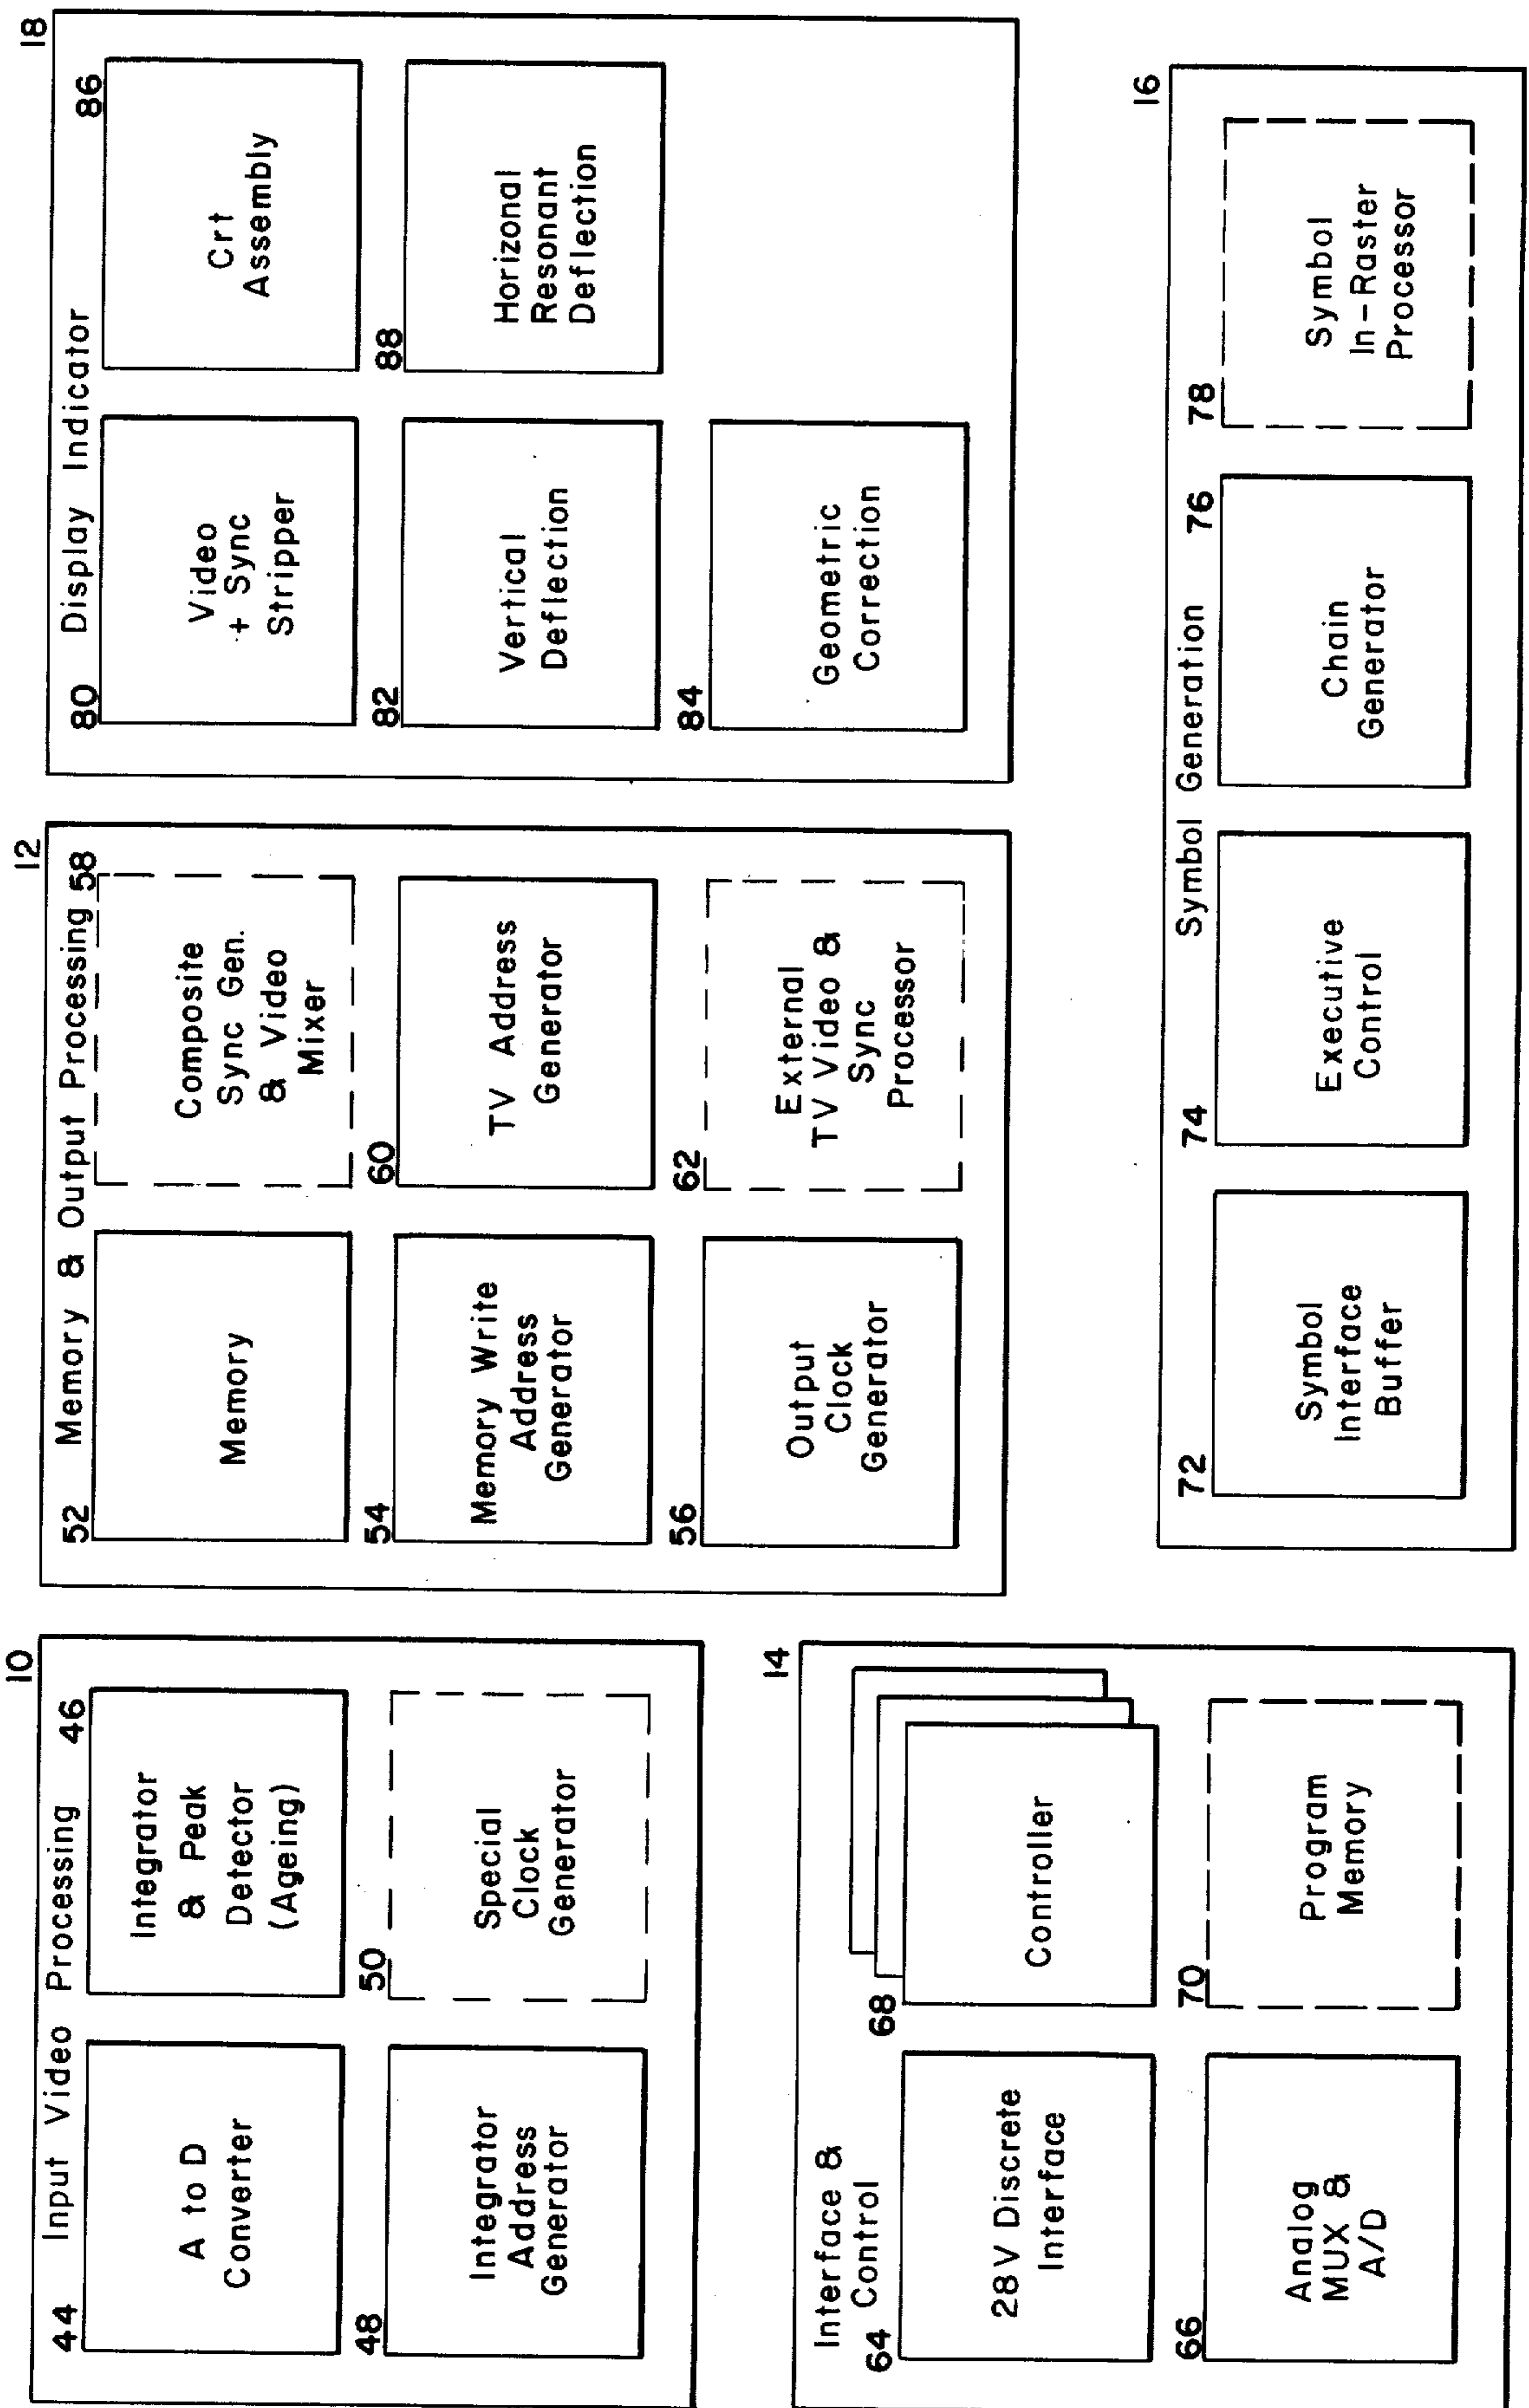 10
Input Video Processing
44
A to D
Converter
46
Integrator
& Peak
Detector
(Ageing)
48
Integrator
Address
Generator
50
Special
Clock
Generator
12
Memory & Output Processing
52
Memory
58
Composite
Sync Gen.
& Video
Mixer
54
Memory Write
Address
Generator
60
TV Address
Generator
56
Output
Clock
Generator
62
External
TV Video &
Sync
Processor
18
Display Indicator
80
Video
+ Sync
Stripper
86
Crt
Assembly
82
Vertical
Deflection
88
Horizonal
Resonant
Deflection
84
Geometric
Correction
14
Interface &
Control
64
28V Discrete
Interface
68
Controller
66
Analog
MUX &
A/D
70
Program
Memory
16
Symbol Generation
72
Symbol
Interface
Buffer
74
Executive
Control
76
Chain
Generator
78
Symbol
In-Raster
Processor